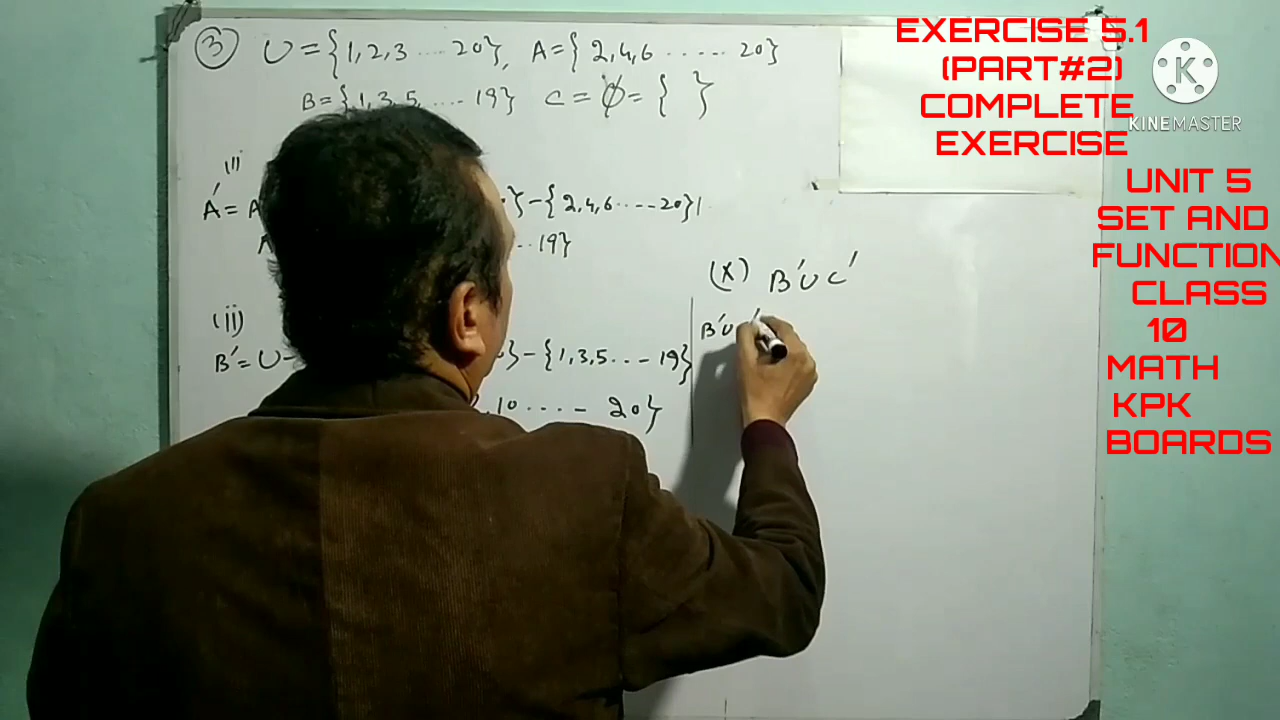 ③ U = {1, 2, 3 .... 20}, A = {2, 4, 6 ...... 20}
B = {1, 3, 5, ..... 19} C = ϕ = { }
A′ = } - {2, 4, 6 ..... 20}
... 19}
(ii)
B′ = U - } - {1, 3, 5 ... - 19}
, 10 ..... - 20}
(X) B′ ∪ C′
B′ ∪
EXERCISE 5.1
(PART#2)
COMPLETE
EXERCISE
K
KINEMASTER
UNIT 5
SET AND
FUNCTION
CLASS
10
MATH
KPK
BOARDS